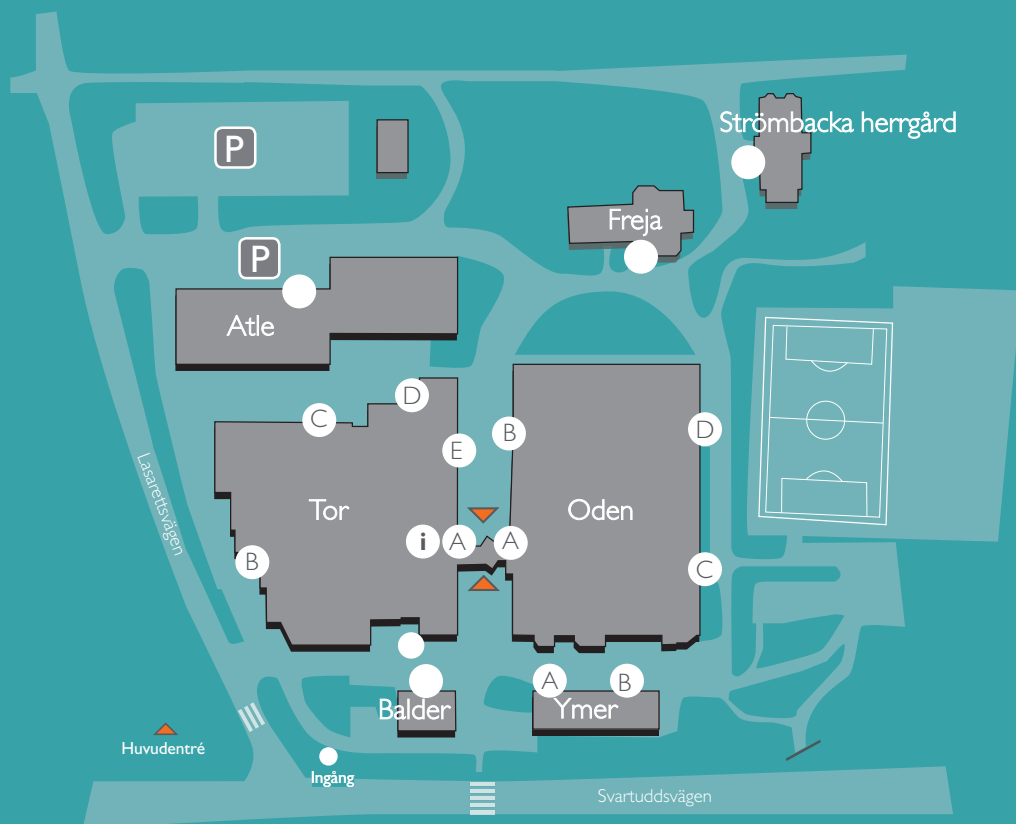 Strömbacka herrgård
P
Freja
P
Atle
D
C
B
D
E
Lasarettsvägen
Tor
Oden
i
A
A
B
C
A
B
Balder
Ymer
Huvudentré
Ingång
Svartuddsvägen